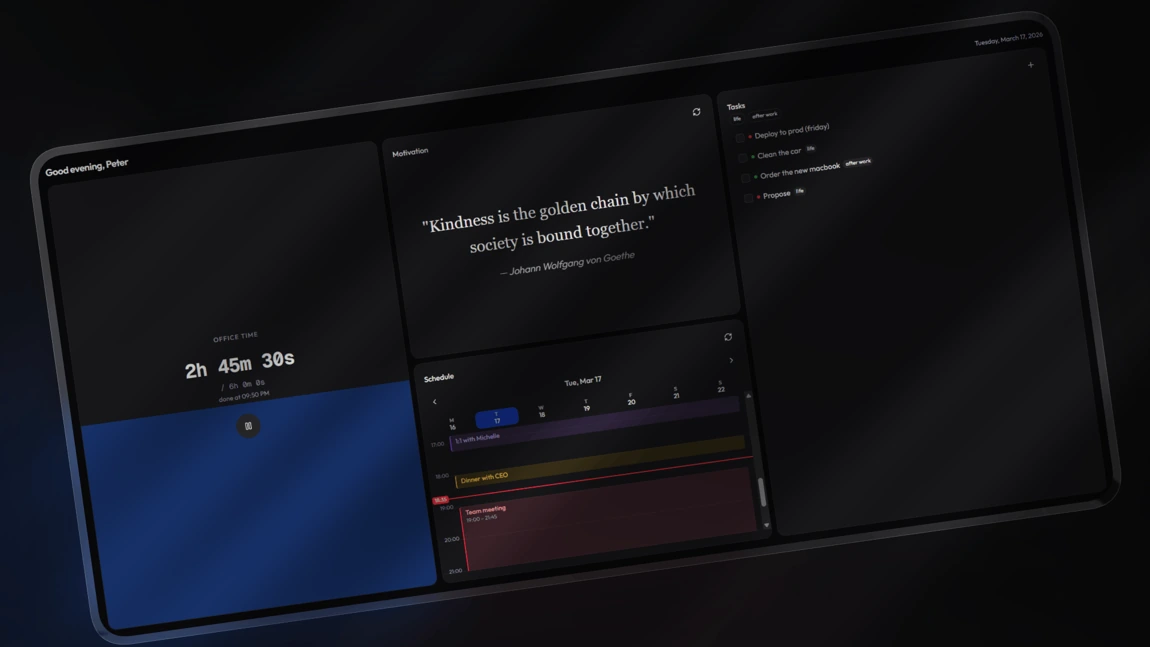 Good evening, Peter
Tuesday, March 17, 2026
OFFICE TIME
2h 45m 30s
/ 6h 0m 0s
done at 09:50 PM
Motivation
"Kindness is the golden chain by which
society is bound together."
— Johann Wolfgang von Goethe
Schedule
Tue, Mar 17
M T W T F S S
16 17 18 19 20 21 22
17:00
1:1 with Michelle
18:00
Dinner with CEO
19:00
Team meeting
19:00 - 21:45
20:00
21:00
Tasks
life after work
Deploy to prod (friday)
Clean the car life
Order the new macbook after work
Propose life